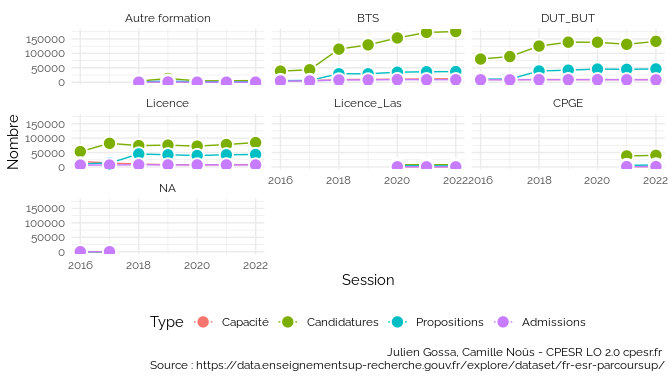 Autre formation
BTS
DUT_BUT
150000
100000
50000
0
Licence
Licence_Las
CPGE
150000
100000
50000
0
2016 2018 2020 2022
2016 2018 2020 2022
NA
150000
100000
50000
0
2016 2018 2020 2022
Nombre
Session
Type Capacité Candidatures Propositions Admissions
Julien Gossa, Camille Noûs - CPESR LO 2.0 cpesr.fr
Source : https://data.enseignementsup-recherche.gouv.fr/explore/dataset/fr-esr-parcoursup/